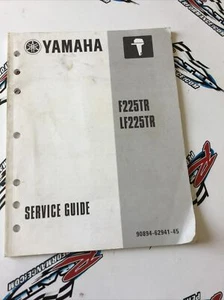 YAMAHA
F225TR
LF225TR
SERVICE GUIDE
90894-62941-45